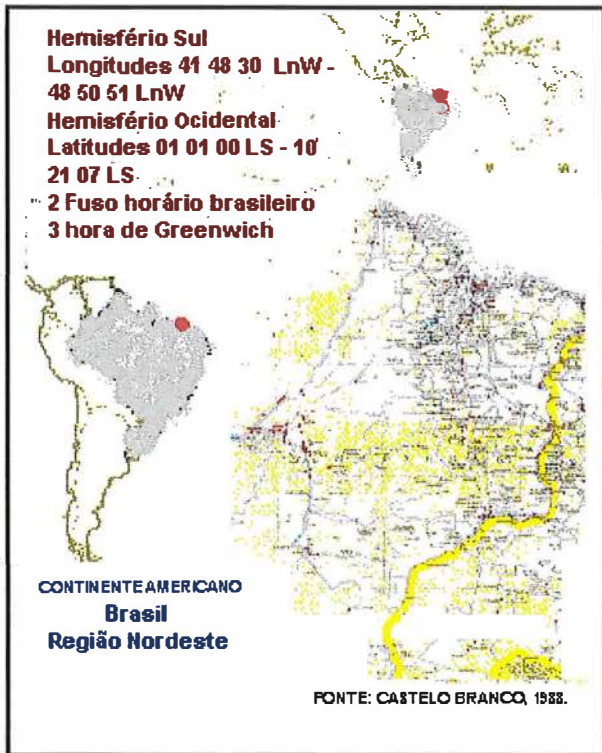 Hemisfério Sul
Longitudes 41 48 30 LnW -
48 50 51 LnW
Hemisfério Ocidental
Latitudes 01 01 00 LS - 10
21 07 LS
2 Fuso horário brasileiro
3 hora de Greenwich
CONTINENTE AMERICANO
Brasil
Região Nordeste
FONTE: CASTELO BRANCO, 1988.